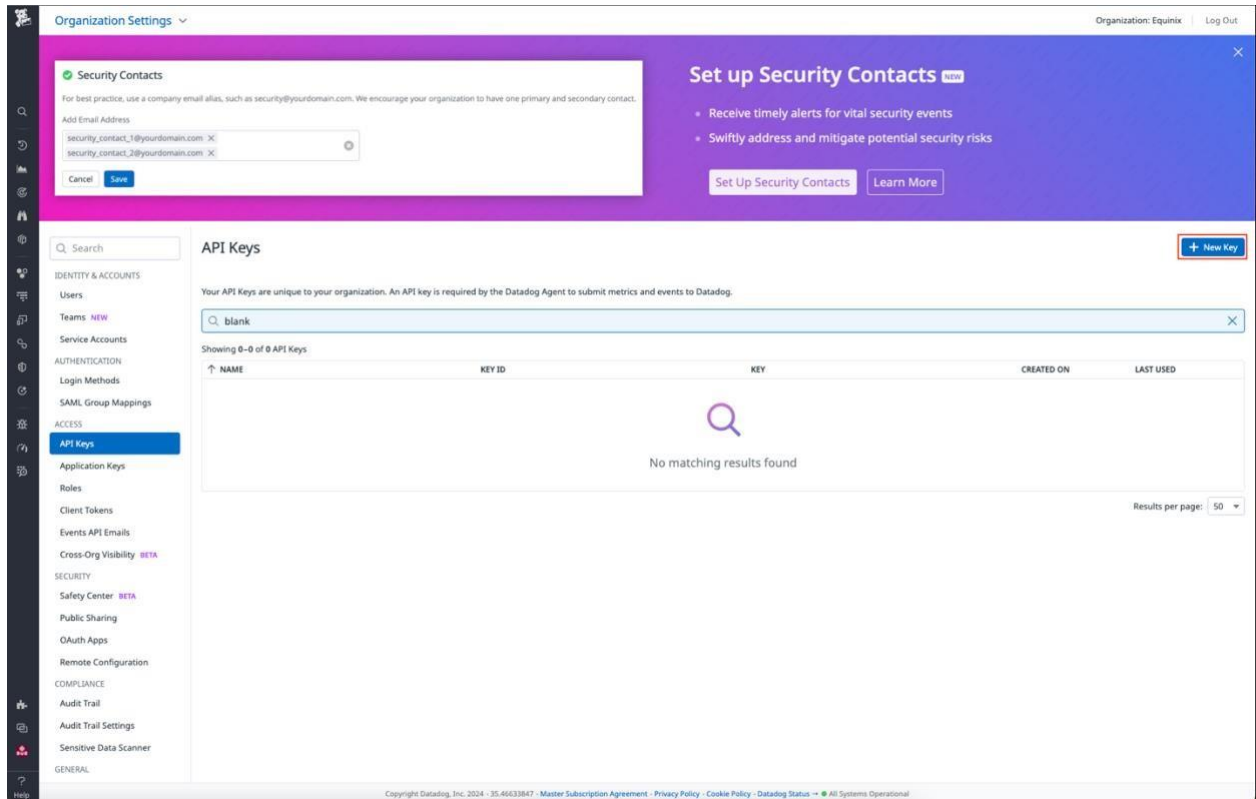 Organization Settings
Organization: Equinix
Log Out
Security Contacts
For best practice, use a company email alias, such as security@yourdomain.com. We encourage your organization to have one primary and secondary contact.
Add Email Address
security_contact_1@yourdomain.com
security_contact_2@yourdomain.com
Cancel
Save
Set up Security Contacts NEW
• Receive timely alerts for vital security events
• Swiftly address and mitigate potential security risks
Set Up Security Contacts
Learn More
Search
IDENTITY & ACCOUNTS
Users
Teams NEW
Service Accounts
AUTHENTICATION
Login Methods
SAML Group Mappings
ACCESS
API Keys
Application Keys
Roles
Client Tokens
Events API Emails
Cross-Org Visibility BETA
SECURITY
Safety Center BETA
Public Sharing
OAuth Apps
Remote Configuration
COMPLIANCE
Audit Trail
Audit Trail Settings
Sensitive Data Scanner
GENERAL
Help
API Keys
+ New Key
Your API Keys are unique to your organization. An API key is required by the Datadog Agent to submit metrics and events to Datadog.
blank
Showing 0–0 of 0 API Keys
NAME KEY ID KEY CREATED ON LAST USED
No matching results found
Results per page: 50
Copyright Datadog, Inc. 2024 - 35.46633847 - Master Subscription Agreement - Privacy Policy - Cookie Policy - Datadog Status → All Systems Operational